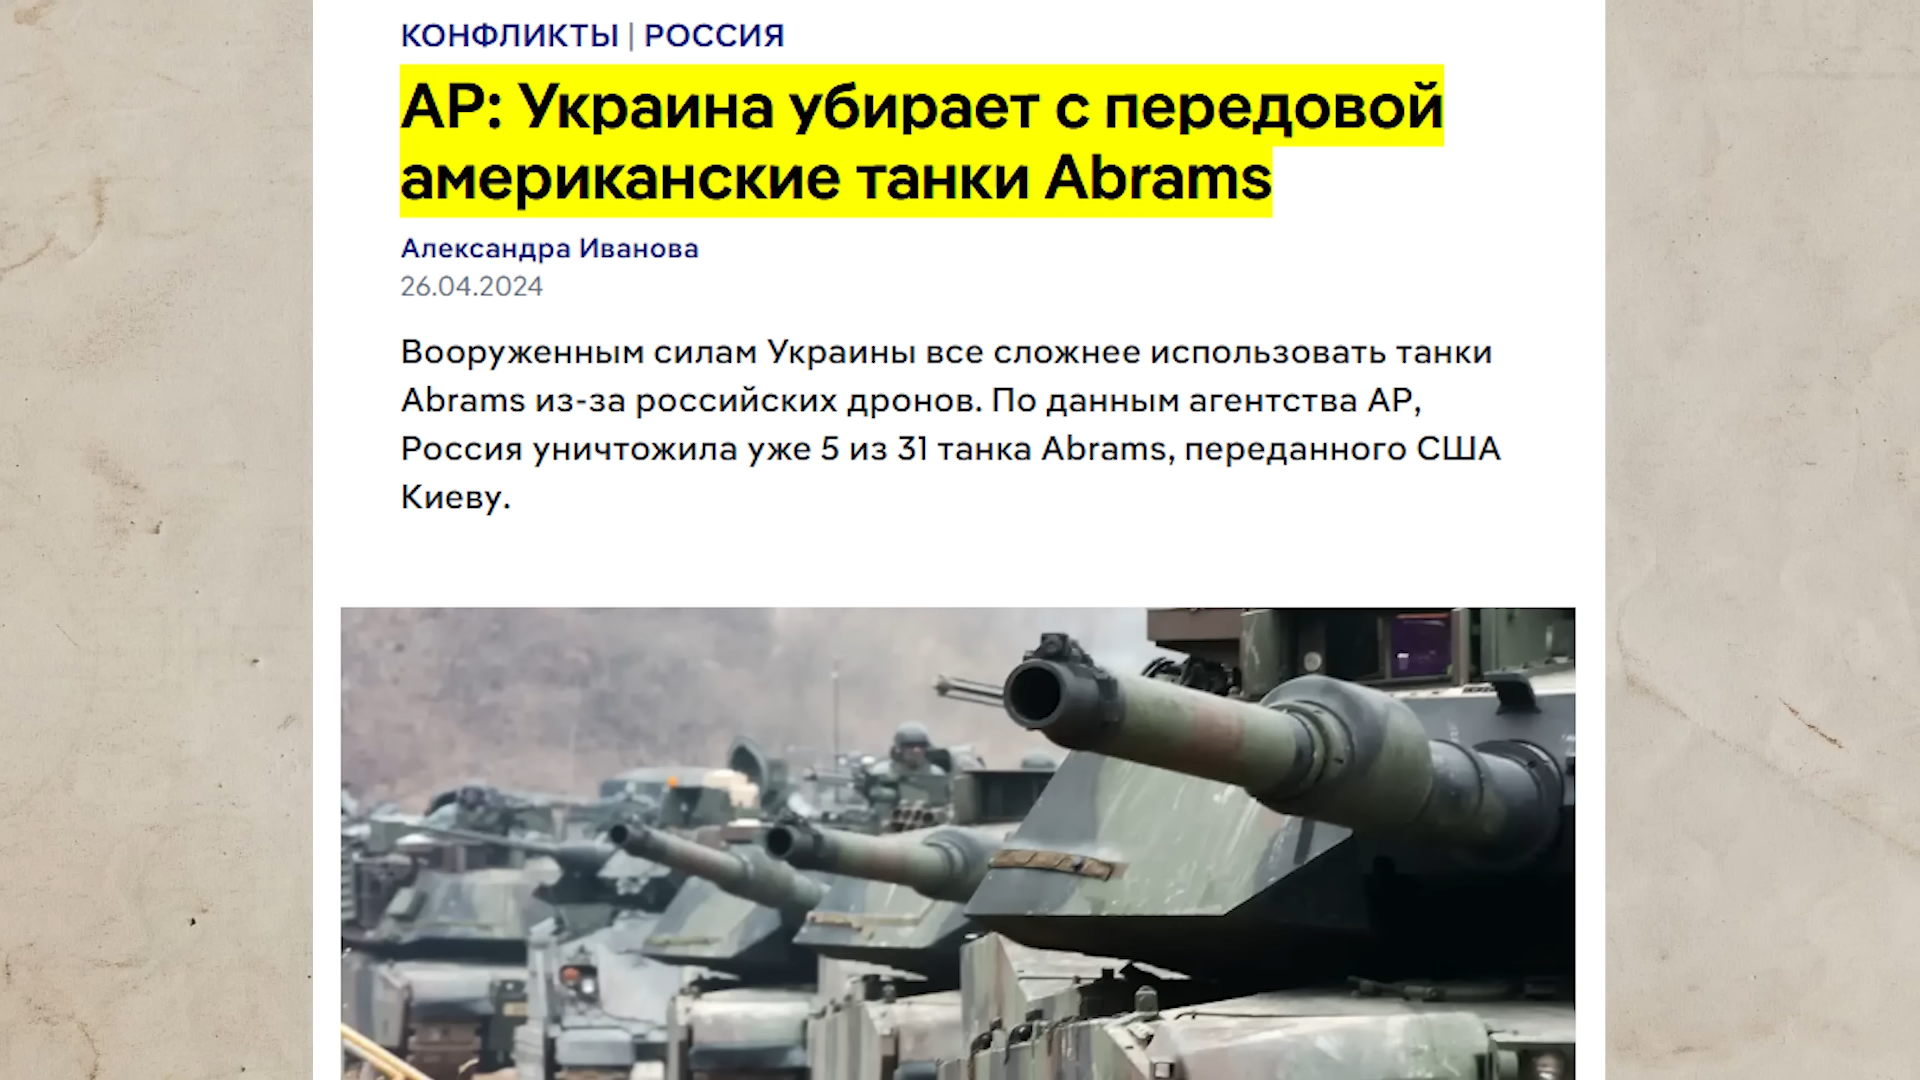 КОНФЛИКТЫ | РОССИЯ
AP: Украина убирает с передовой
американские танки Abrams
Александра Иванова
26.04.2024
Вооруженным силам Украины все сложнее использовать танки
Abrams из-за российских дронов. По данным агентства AP,
Россия уничтожила уже 5 из 31 танка Abrams, переданного США
Киеву.